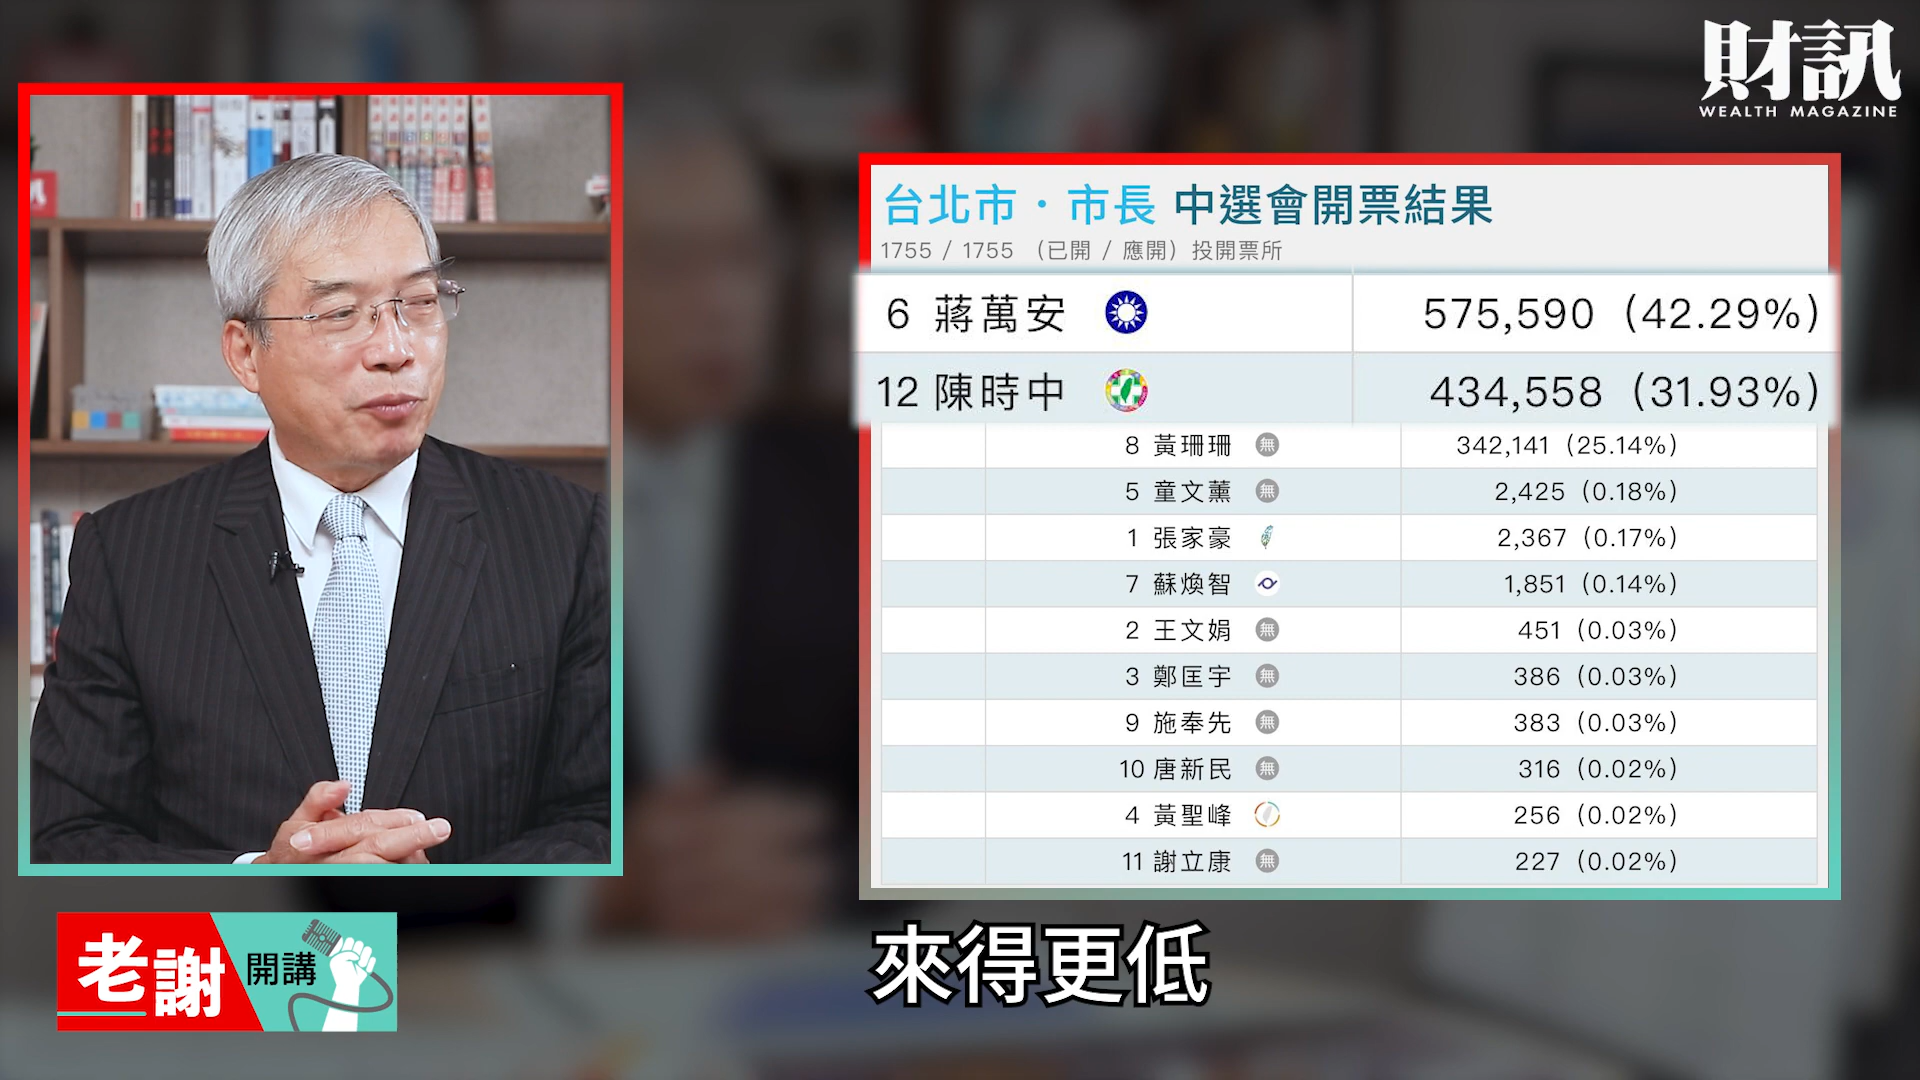 財訊
WEALTH MAGAZINE
台北市・市長 中選會開票結果
1755 / 1755 （已開 / 應開）投開票所
6 蔣萬安 575,590 (42.29%)
12 陳時中 434,558 (31.93%)
8 黃珊珊 無 342,141 (25.14%)
5 童文薰 無 2,425 (0.18%)
1 張家豪 2,367 (0.17%)
7 蘇煥智 1,851 (0.14%)
2 王文娟 無 451 (0.03%)
3 鄭匡宇 無 386 (0.03%)
9 施奉先 無 383 (0.03%)
10 唐新民 無 316 (0.02%)
4 黃聖峰 256 (0.02%)
11 謝立康 無 227 (0.02%)
老謝 開講
來得更低